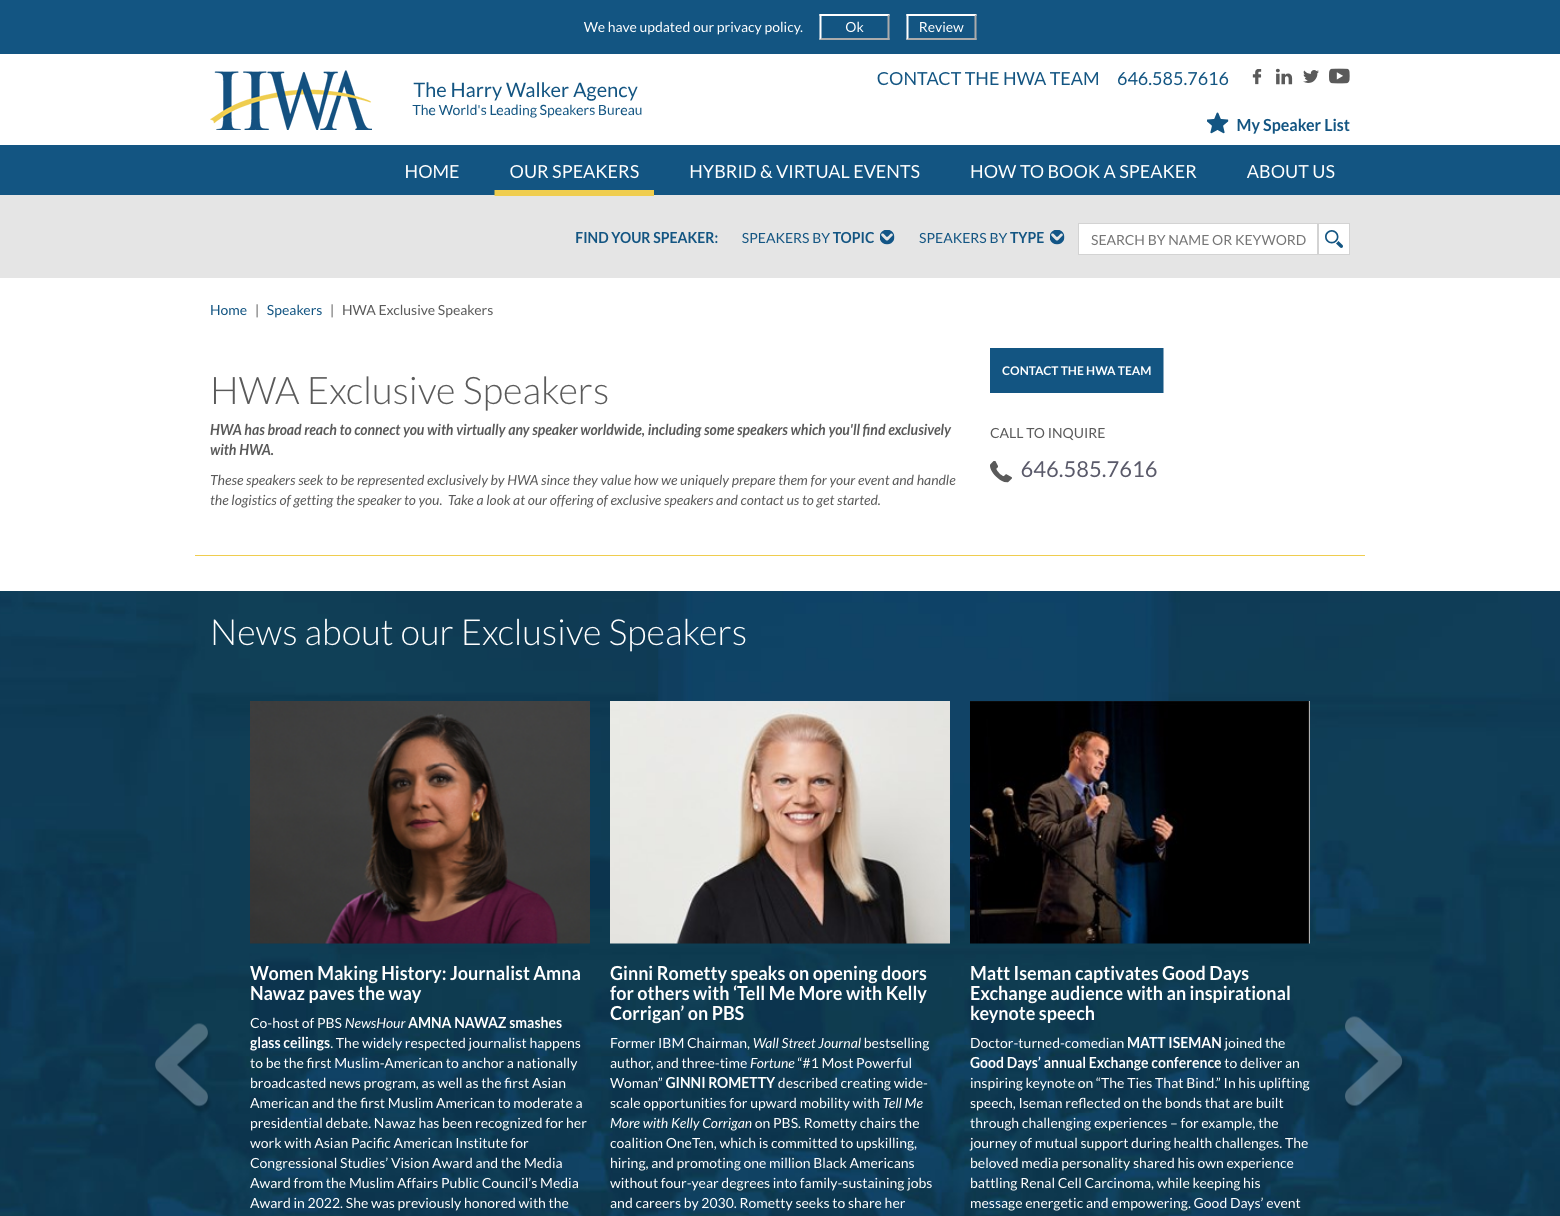 We have updated our privacy policy. Ok Review
HWA
The Harry Walker Agency
The World's Leading Speakers Bureau
CONTACT THE HWA TEAM 646.585.7616
My Speaker List
HOME OUR SPEAKERS HYBRID & VIRTUAL EVENTS HOW TO BOOK A SPEAKER ABOUT US
FIND YOUR SPEAKER: SPEAKERS BY TOPIC SPEAKERS BY TYPE SEARCH BY NAME OR KEYWORD
Home | Speakers | HWA Exclusive Speakers
HWA Exclusive Speakers
HWA has broad reach to connect you with virtually any speaker worldwide, including some speakers which you'll find exclusively
with HWA.
These speakers seek to be represented exclusively by HWA since they value how we uniquely prepare them for your event and handle
the logistics of getting the speaker to you. Take a look at our offering of exclusive speakers and contact us to get started.
CONTACT THE HWA TEAM
CALL TO INQUIRE
646.585.7616
News about our Exclusive Speakers
Women Making History: Journalist Amna
Nawaz paves the way
Co-host of PBS NewsHour AMNA NAWAZ smashes
glass ceilings. The widely respected journalist happens
to be the first Muslim-American to anchor a nationally
broadcasted news program, as well as the first Asian
American and the first Muslim American to moderate a
presidential debate. Nawaz has been recognized for her
work with Asian Pacific American Institute for
Congressional Studies’ Vision Award and the Media
Award from the Muslim Affairs Public Council’s Media
Award in 2022. She was previously honored with the
Ginni Rometty speaks on opening doors
for others with ‘Tell Me More with Kelly
Corrigan’ on PBS
Former IBM Chairman, Wall Street Journal bestselling
author, and three-time Fortune “#1 Most Powerful
Woman” GINNI ROMETTY described creating wide-
scale opportunities for upward mobility with Tell Me
More with Kelly Corrigan on PBS. Rometty chairs the
coalition OneTen, which is committed to upskilling,
hiring, and promoting one million Black Americans
without four-year degrees into family-sustaining jobs
and careers by 2030. Rometty seeks to share her
Matt Iseman captivates Good Days
Exchange audience with an inspirational
keynote speech
Doctor-turned-comedian MATT ISEMAN joined the
Good Days’ annual Exchange conference to deliver an
inspiring keynote on “The Ties That Bind.” In his uplifting
speech, Iseman reflected on the bonds that are built
through challenging experiences – for example, the
journey of mutual support during health challenges. The
beloved media personality shared his own experience
battling Renal Cell Carcinoma, while keeping his
message energetic and empowering. Good Days’ event